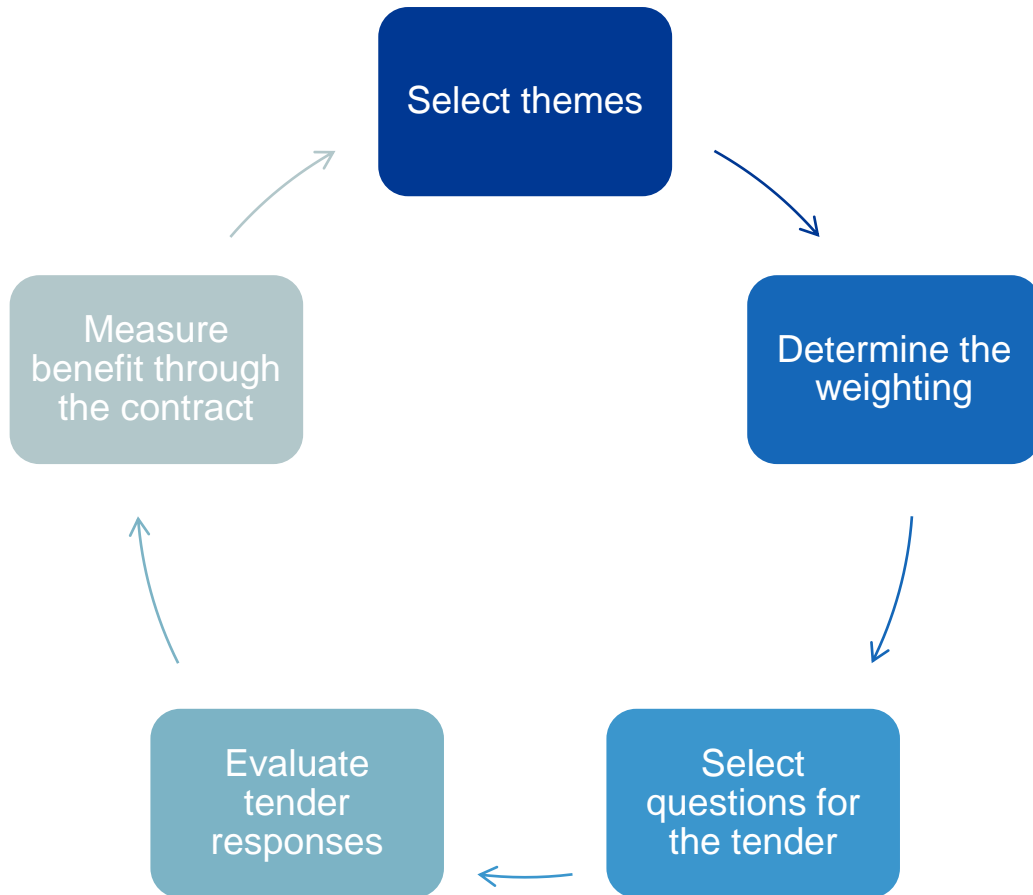 Select themes
Determine the
weighting
Select
questions for
the tender
Evaluate
tender
responses
Measure
benefit through
the contract